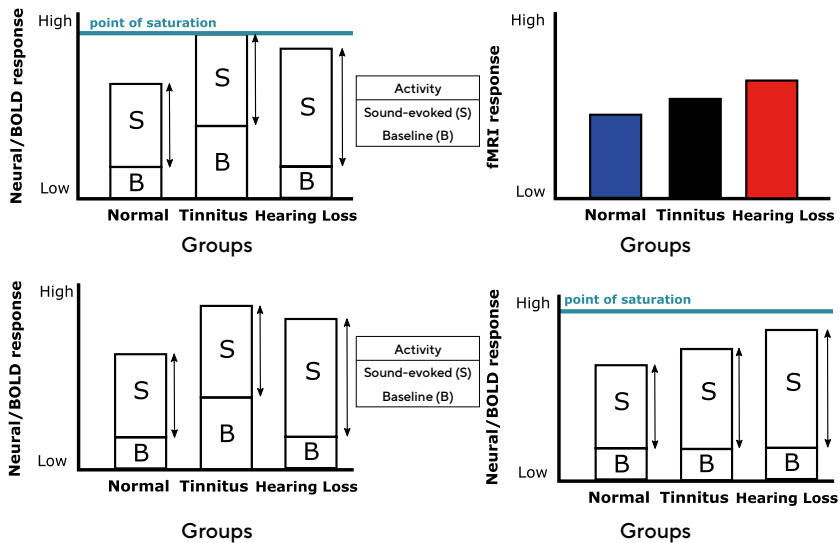 High
point of saturation
Neural/BOLD response
S
B
S
B
S
B
Low
Normal Tinnitus Hearing Loss
Groups
Activity
Sound-evoked (S)
Baseline (B)
High
fMRI response
Low
Normal Tinnitus Hearing Loss
Groups
High
Neural/BOLD response
S
B
S
B
S
B
Low
Normal Tinnitus Hearing Loss
Groups
Activity
Sound-evoked (S)
Baseline (B)
High
point of saturation
Neural/BOLD response
S
B
S
B
S
B
Low
Normal Tinnitus Hearing Loss
Groups